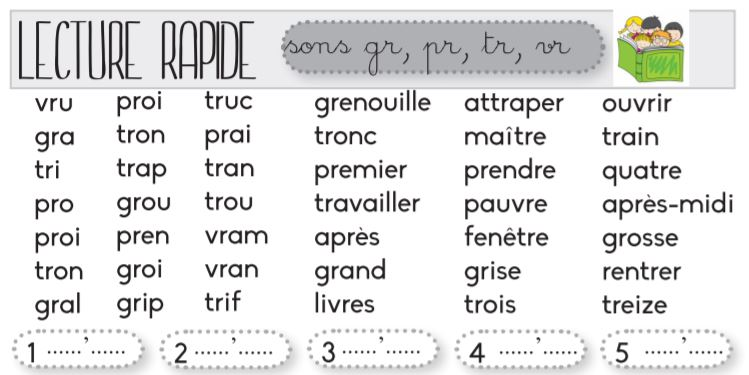 LECTURE RAPIDE sons gr, pr, tr, vr
vru proi truc grenouille attraper ouvrir
gra tron prai tronc maître train
tri trap tran premier prendre quatre
pro grou trou travailler pauvre après-midi
proi pren vram après fenêtre grosse
tron groi vran grand grise rentrer
gral grip trif livres trois treize
1 ......'...... 2 ......'...... 3 ......'...... 4 ......'...... 5 ......'......